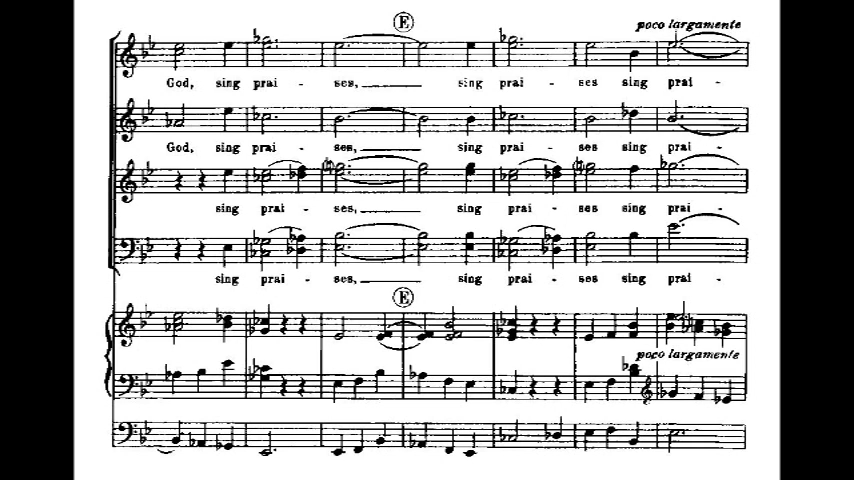 E
poco largamente
God, sing prai - ses, sing prai - ses sing prai -
God, sing prai - ses, sing prai - ses sing prai -
sing prai - ses, sing prai - ses sing prai -
sing prai - ses, sing prai - ses sing prai -
E
poco largamente